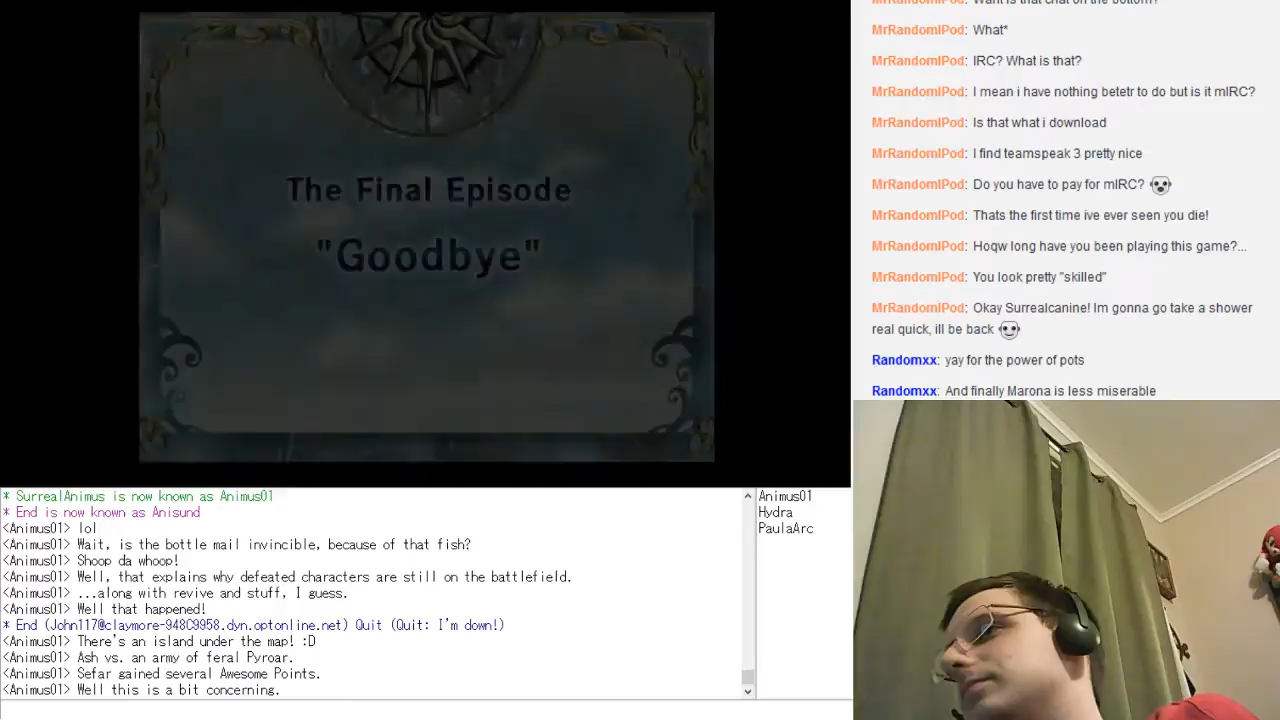 The Final Episode
"Goodbye"
MrRandomIPod: What*
MrRandomIPod: IRC? What is that?
MrRandomIPod: I mean i have nothing betetr to do but is it mIRC?
MrRandomIPod: Is that what i download
MrRandomIPod: I find teamspeak 3 pretty nice
MrRandomIPod: Do you have to pay for mIRC?
MrRandomIPod: Thats the first time ive ever seen you die!
MrRandomIPod: Hoqw long have you been playing this game?...
MrRandomIPod: You look pretty "skilled"
MrRandomIPod: Okay Surrealcanine! Im gonna go take a shower
real quick, ill be back
Randomxx: yay for the power of pots
Randomxx: And finally Marona is less miserable
* SurrealAnimus is now known as Animus01
* End is now known as Anisund
<Animus01> lol
<Animus01> Wait, is the bottle mail invincible, because of that fish?
<Animus01> Shoop da whoop!
<Animus01> Well, that explains why defeated characters are still on the battlefield.
<Animus01> ...along with revive and stuff, I guess.
<Animus01> Well that happened!
* End (John117@claymore-948C9958.dyn.optonline.net) Quit (Quit: I'm down!)
<Animus01> There's an island under the map! :D
<Animus01> Ash vs. an army of feral Pyroar.
<Animus01> Sefar gained several Awesome Points.
<Animus01> Well this is a bit concerning.
Animus01
Hydra
PaulaArc